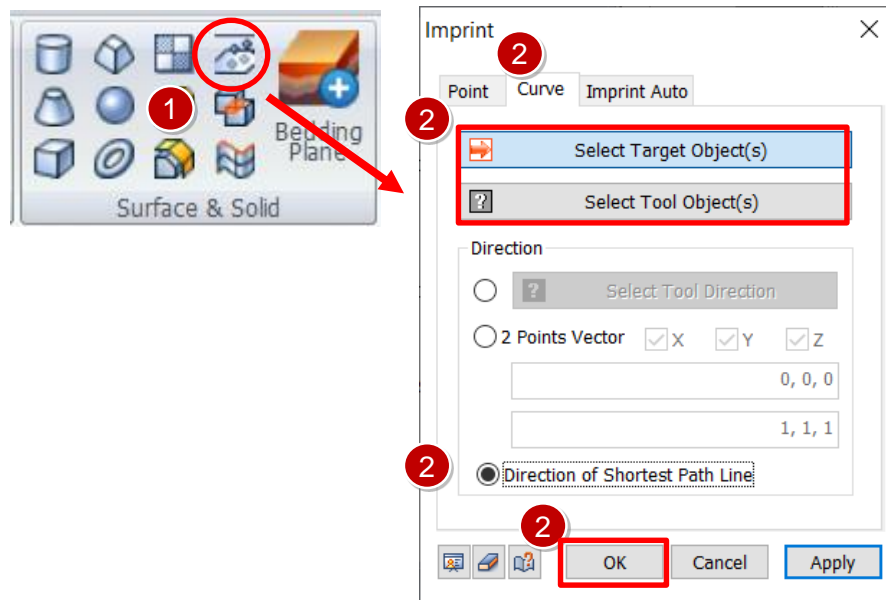 1
Bedding
Plane
Surface & Solid
Imprint
2
Point Curve Imprint Auto
2
Select Target Object(s)
? Select Tool Object(s)
Direction
? Select Tool Direction
2 Points Vector X Y Z
0, 0, 0
1, 1, 1
2
Direction of Shortest Path Line
2
OK Cancel Apply